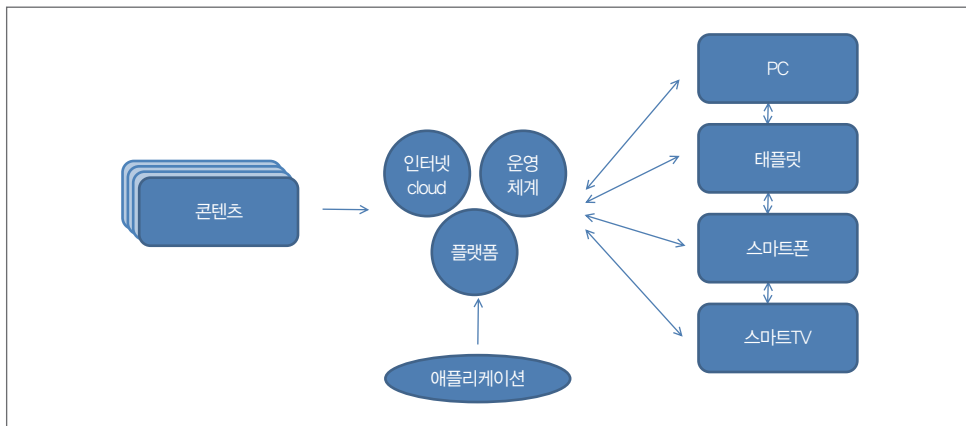 콘텐츠
인터넷
cloud
운영
체계
플랫폼
애플리케이션
PC
태플릿
스마트폰
스마트TV